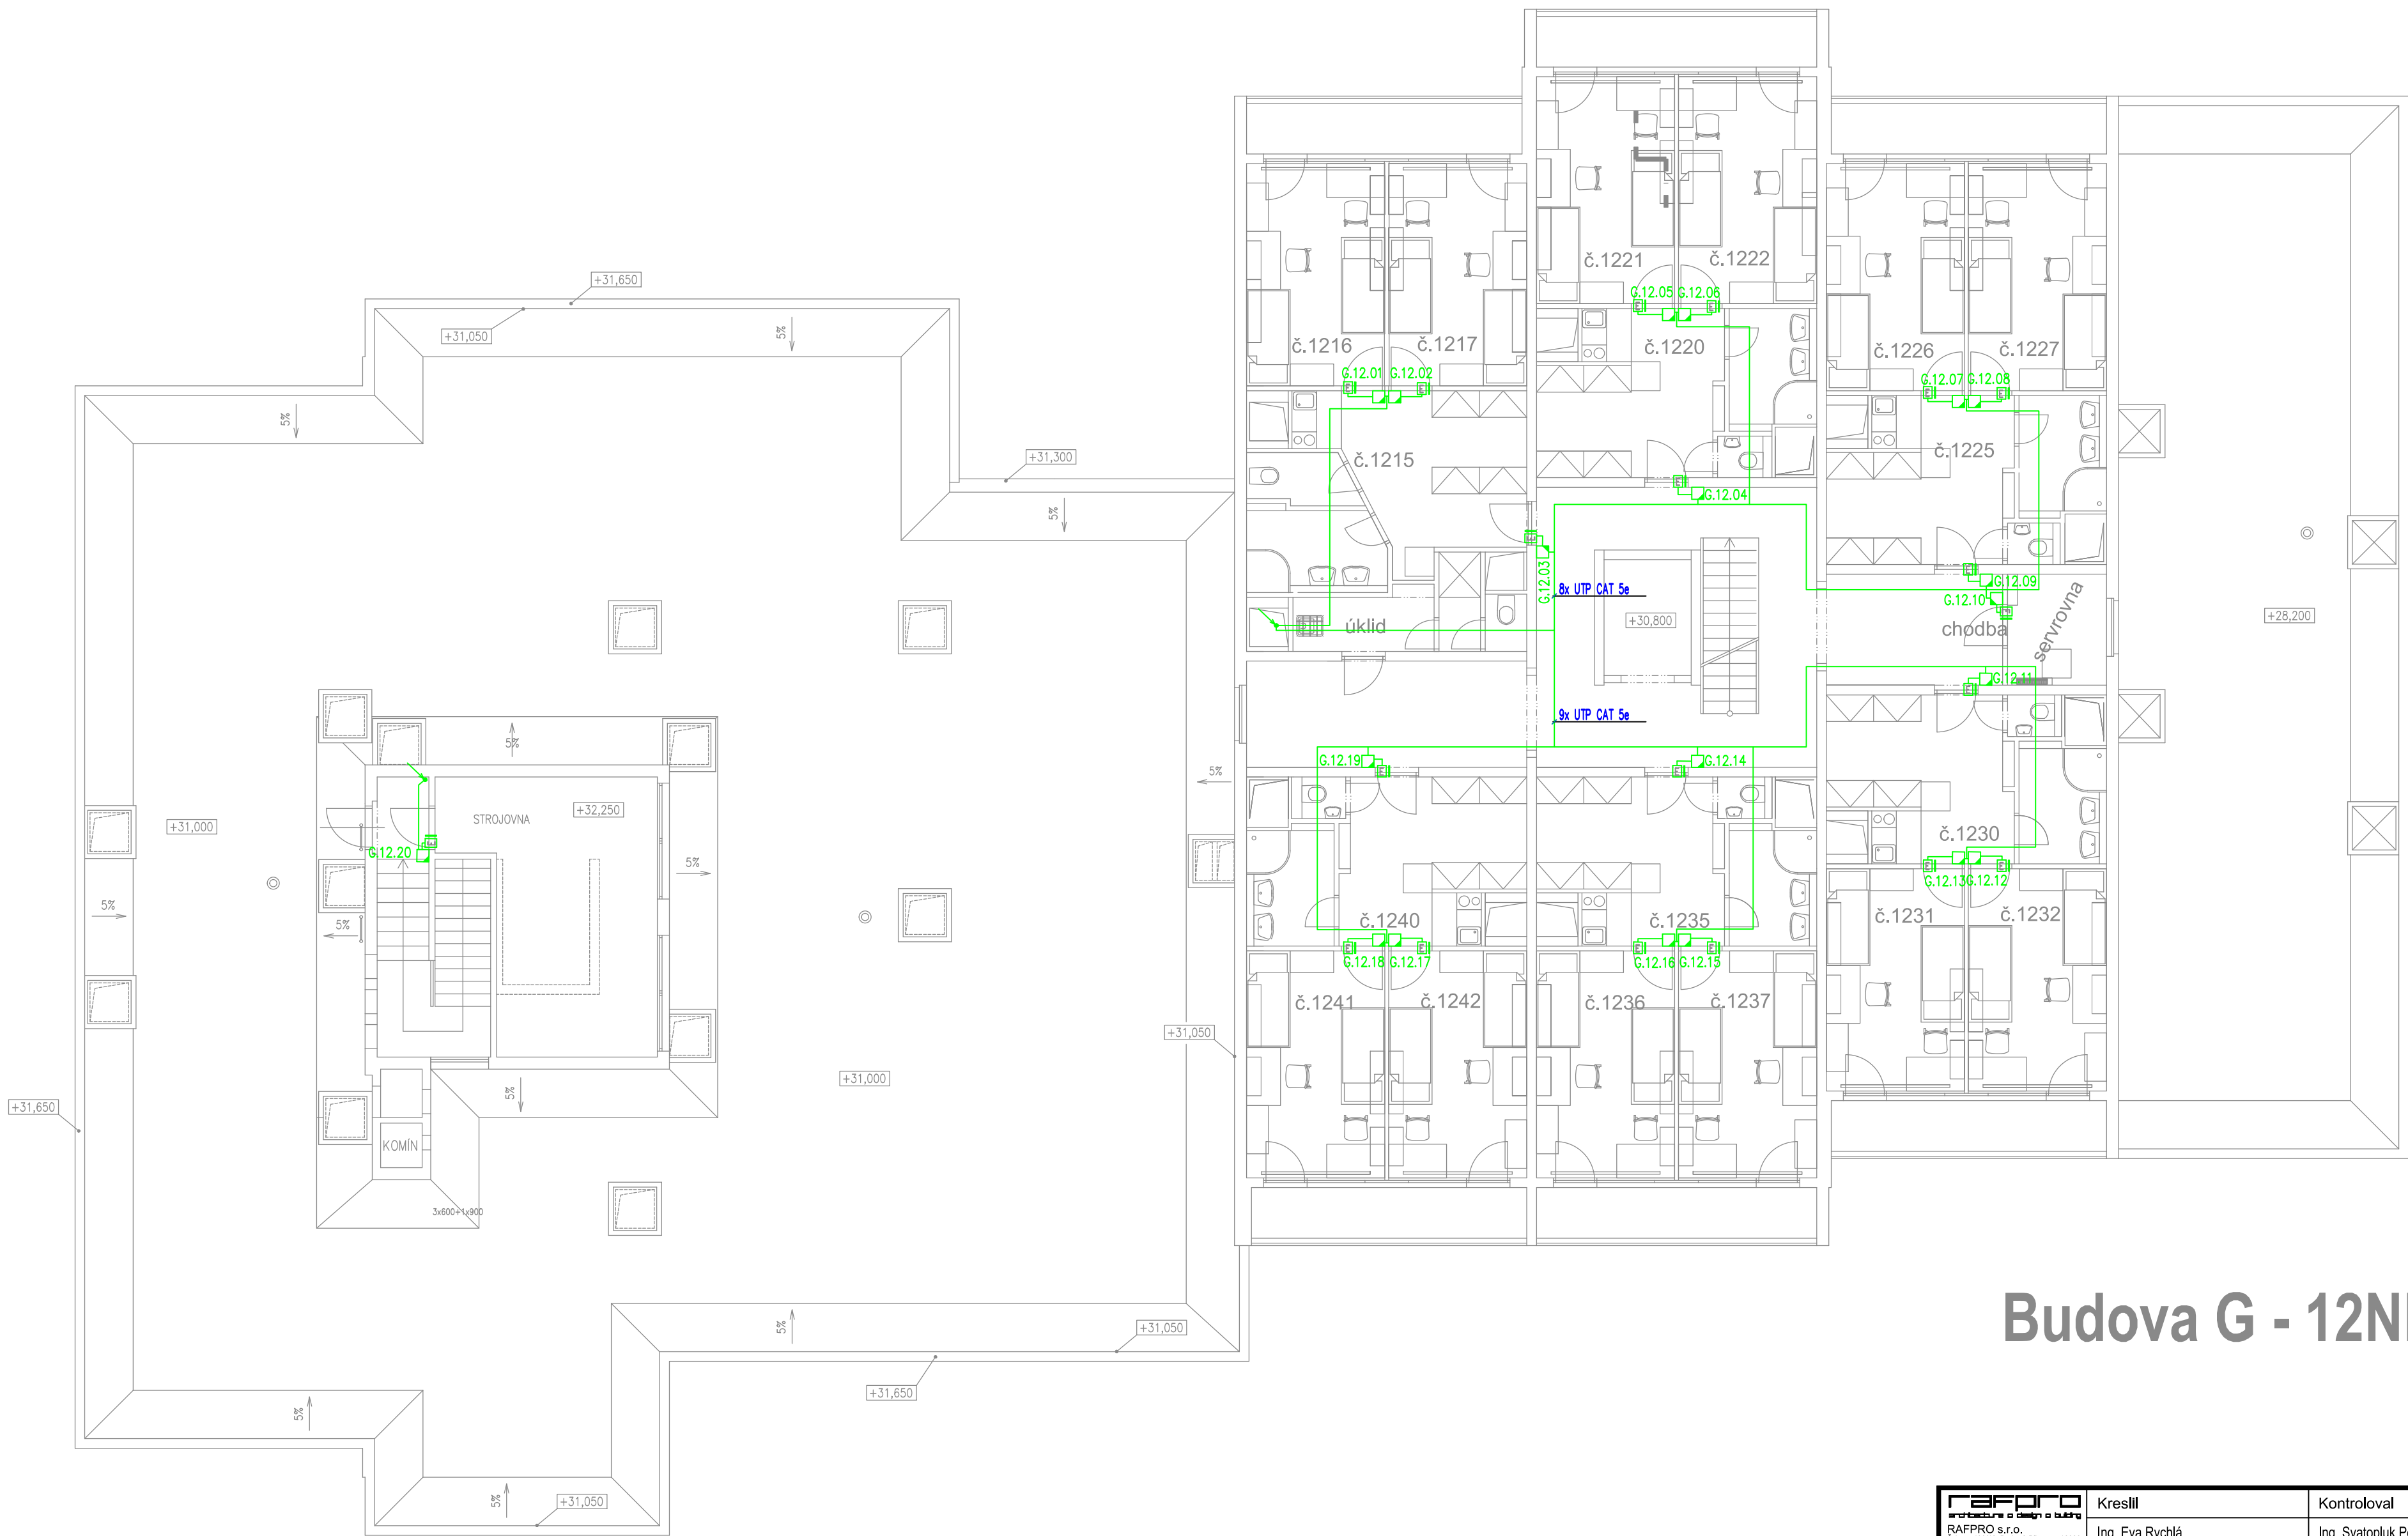 +31,650
+31,050
5%
5%
+31,300
5%
č.1221
č.1222
G.12.05
G.12.06
č.1216
č.1217
č.1220
č.1226
č.1227
G.12.01
G.12.02
G.12.07
G.12.08
č.1215
č.1225
G.12.04
G.12.03
8x UTP CAT 5e
G.12.09
G.12.10
+30,800
úklid
chodba
servrovna
+28,200
G.12.11
9x UTP CAT 5e
5%
G.12.19
G.12.14
5%
+31,000
STROJOVNA
+32,250
G.12.20
č.1230
5%
G.12.13
G.12.12
5%
5%
č.1240
č.1235
č.1231
č.1232
G.12.18
G.12.17
G.12.16
G.12.15
č.1241
č.1242
č.1236
č.1237
+31,050
+31,000
5%
+31,650
KOMÍN
3x600+1x900
5%
+31,050
+31,650
5%
5%
+31,050
Budova G - 12N
rafpro
architecture a design a building
RAFPRO s.r.o.
Kreslil
Kontroloval
Ing. Eva Rychlá
Ing. Svatopluk